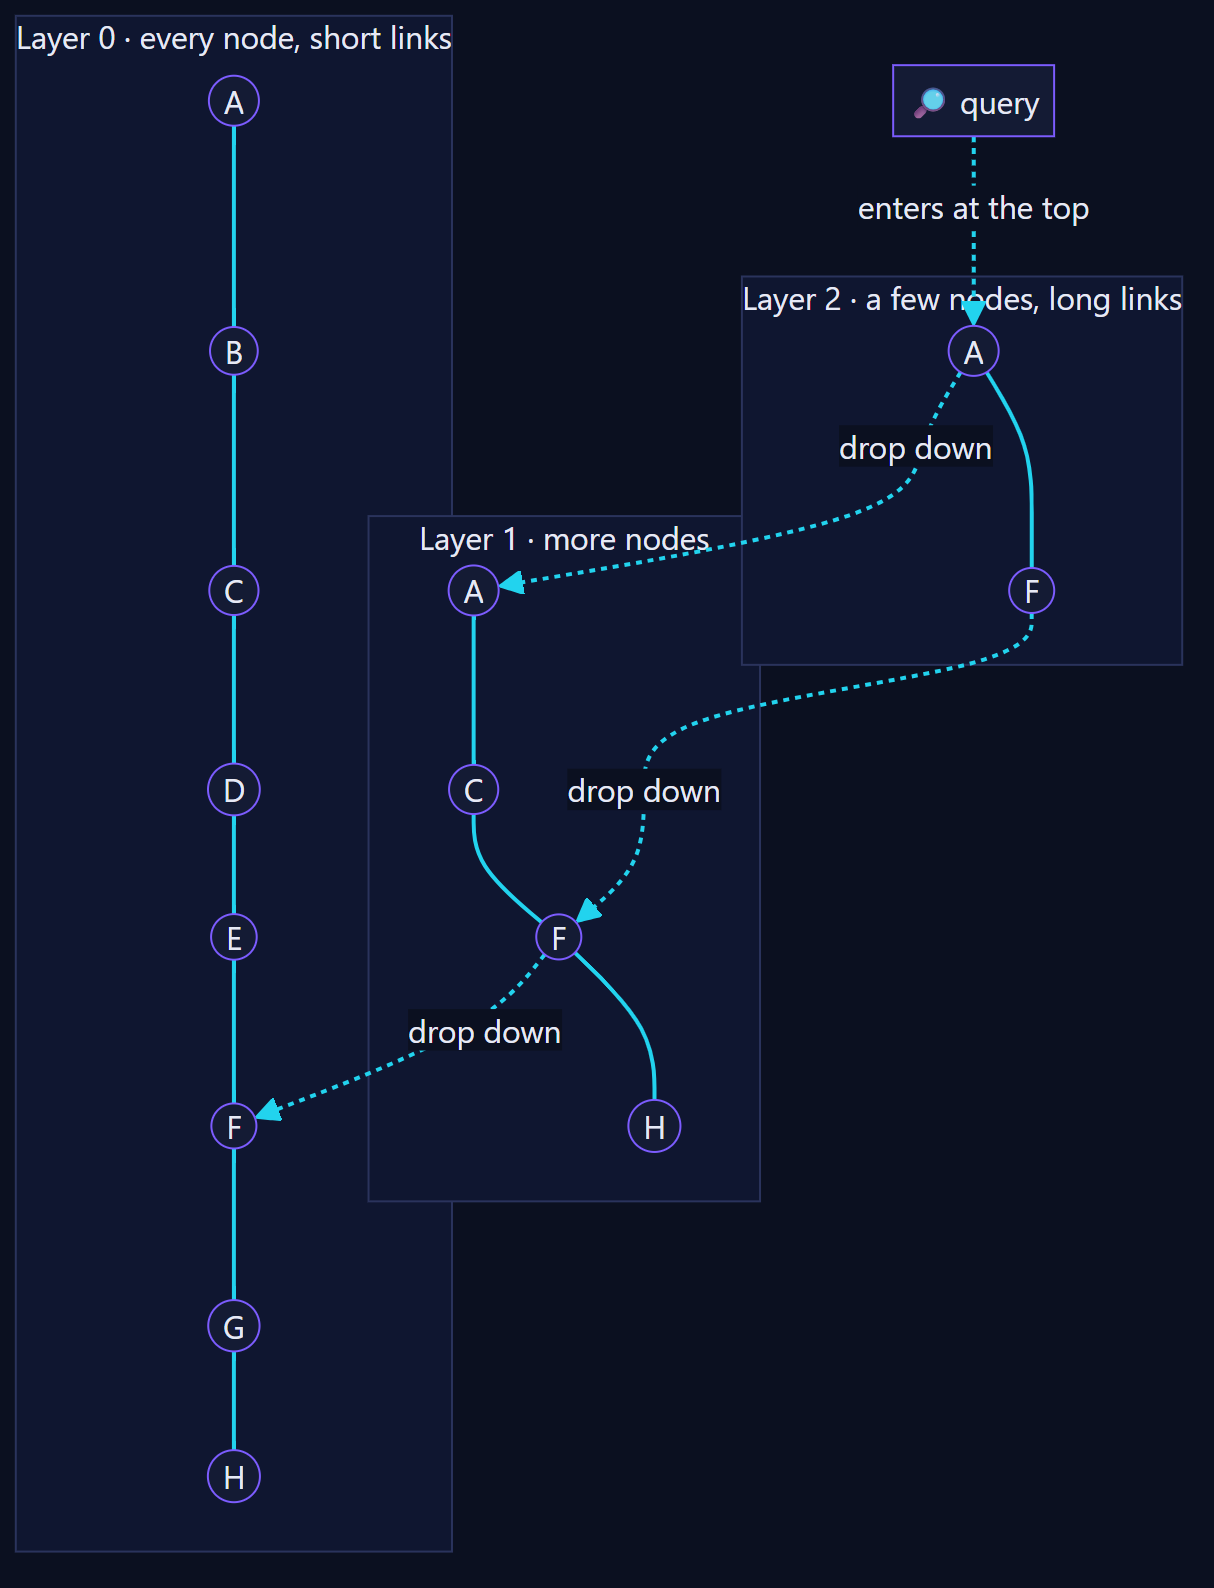 Layer 0 · every node, short links
A
B
C
D
E
F
G
H
🔎 query
enters at the top
Layer 2 · a few nodes, long links
A
drop down
F
Layer 1 · more nodes
A
C
drop down
F
drop down
H